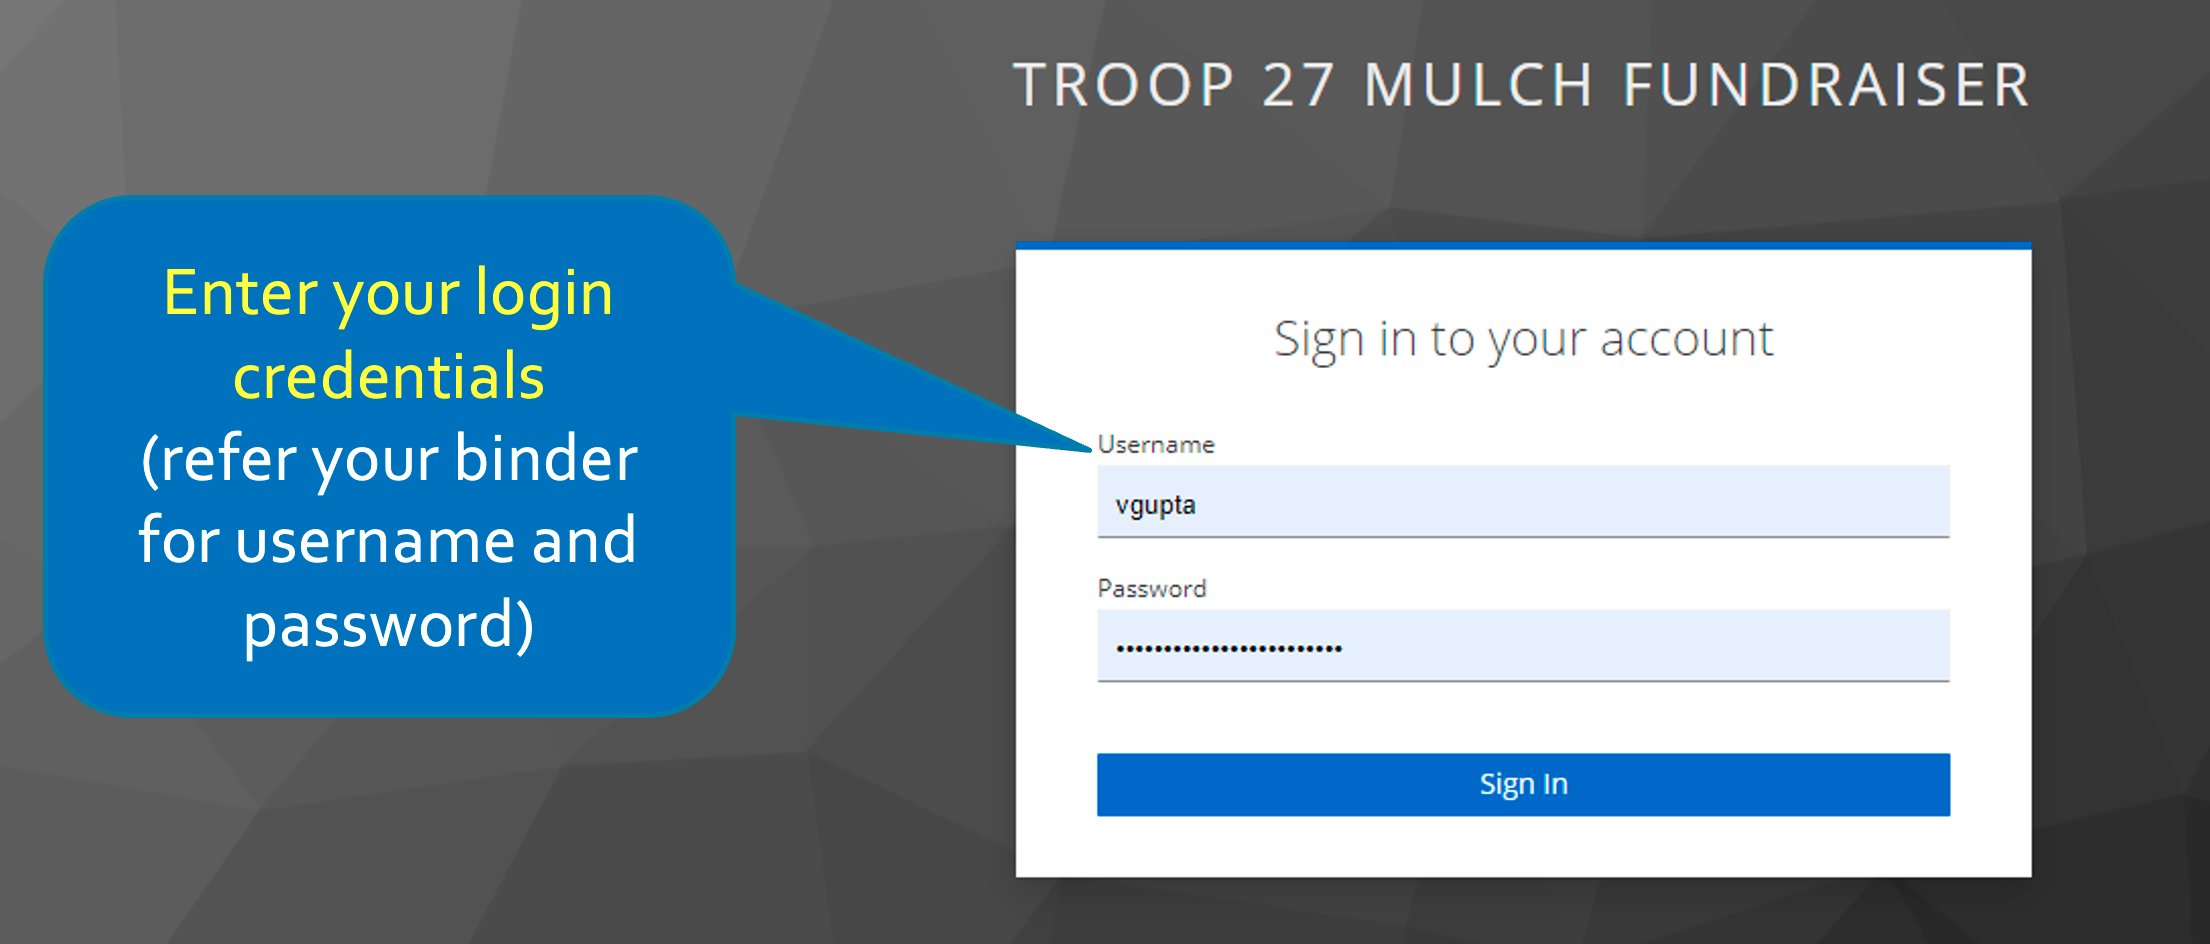 TROOP 27 MULCH FUNDRAISER
Enter your login
credentials
(refer your binder
for username and
password)
Sign in to your account
Username
vgupta
Password
••••••••••••••••••••••••
Sign In